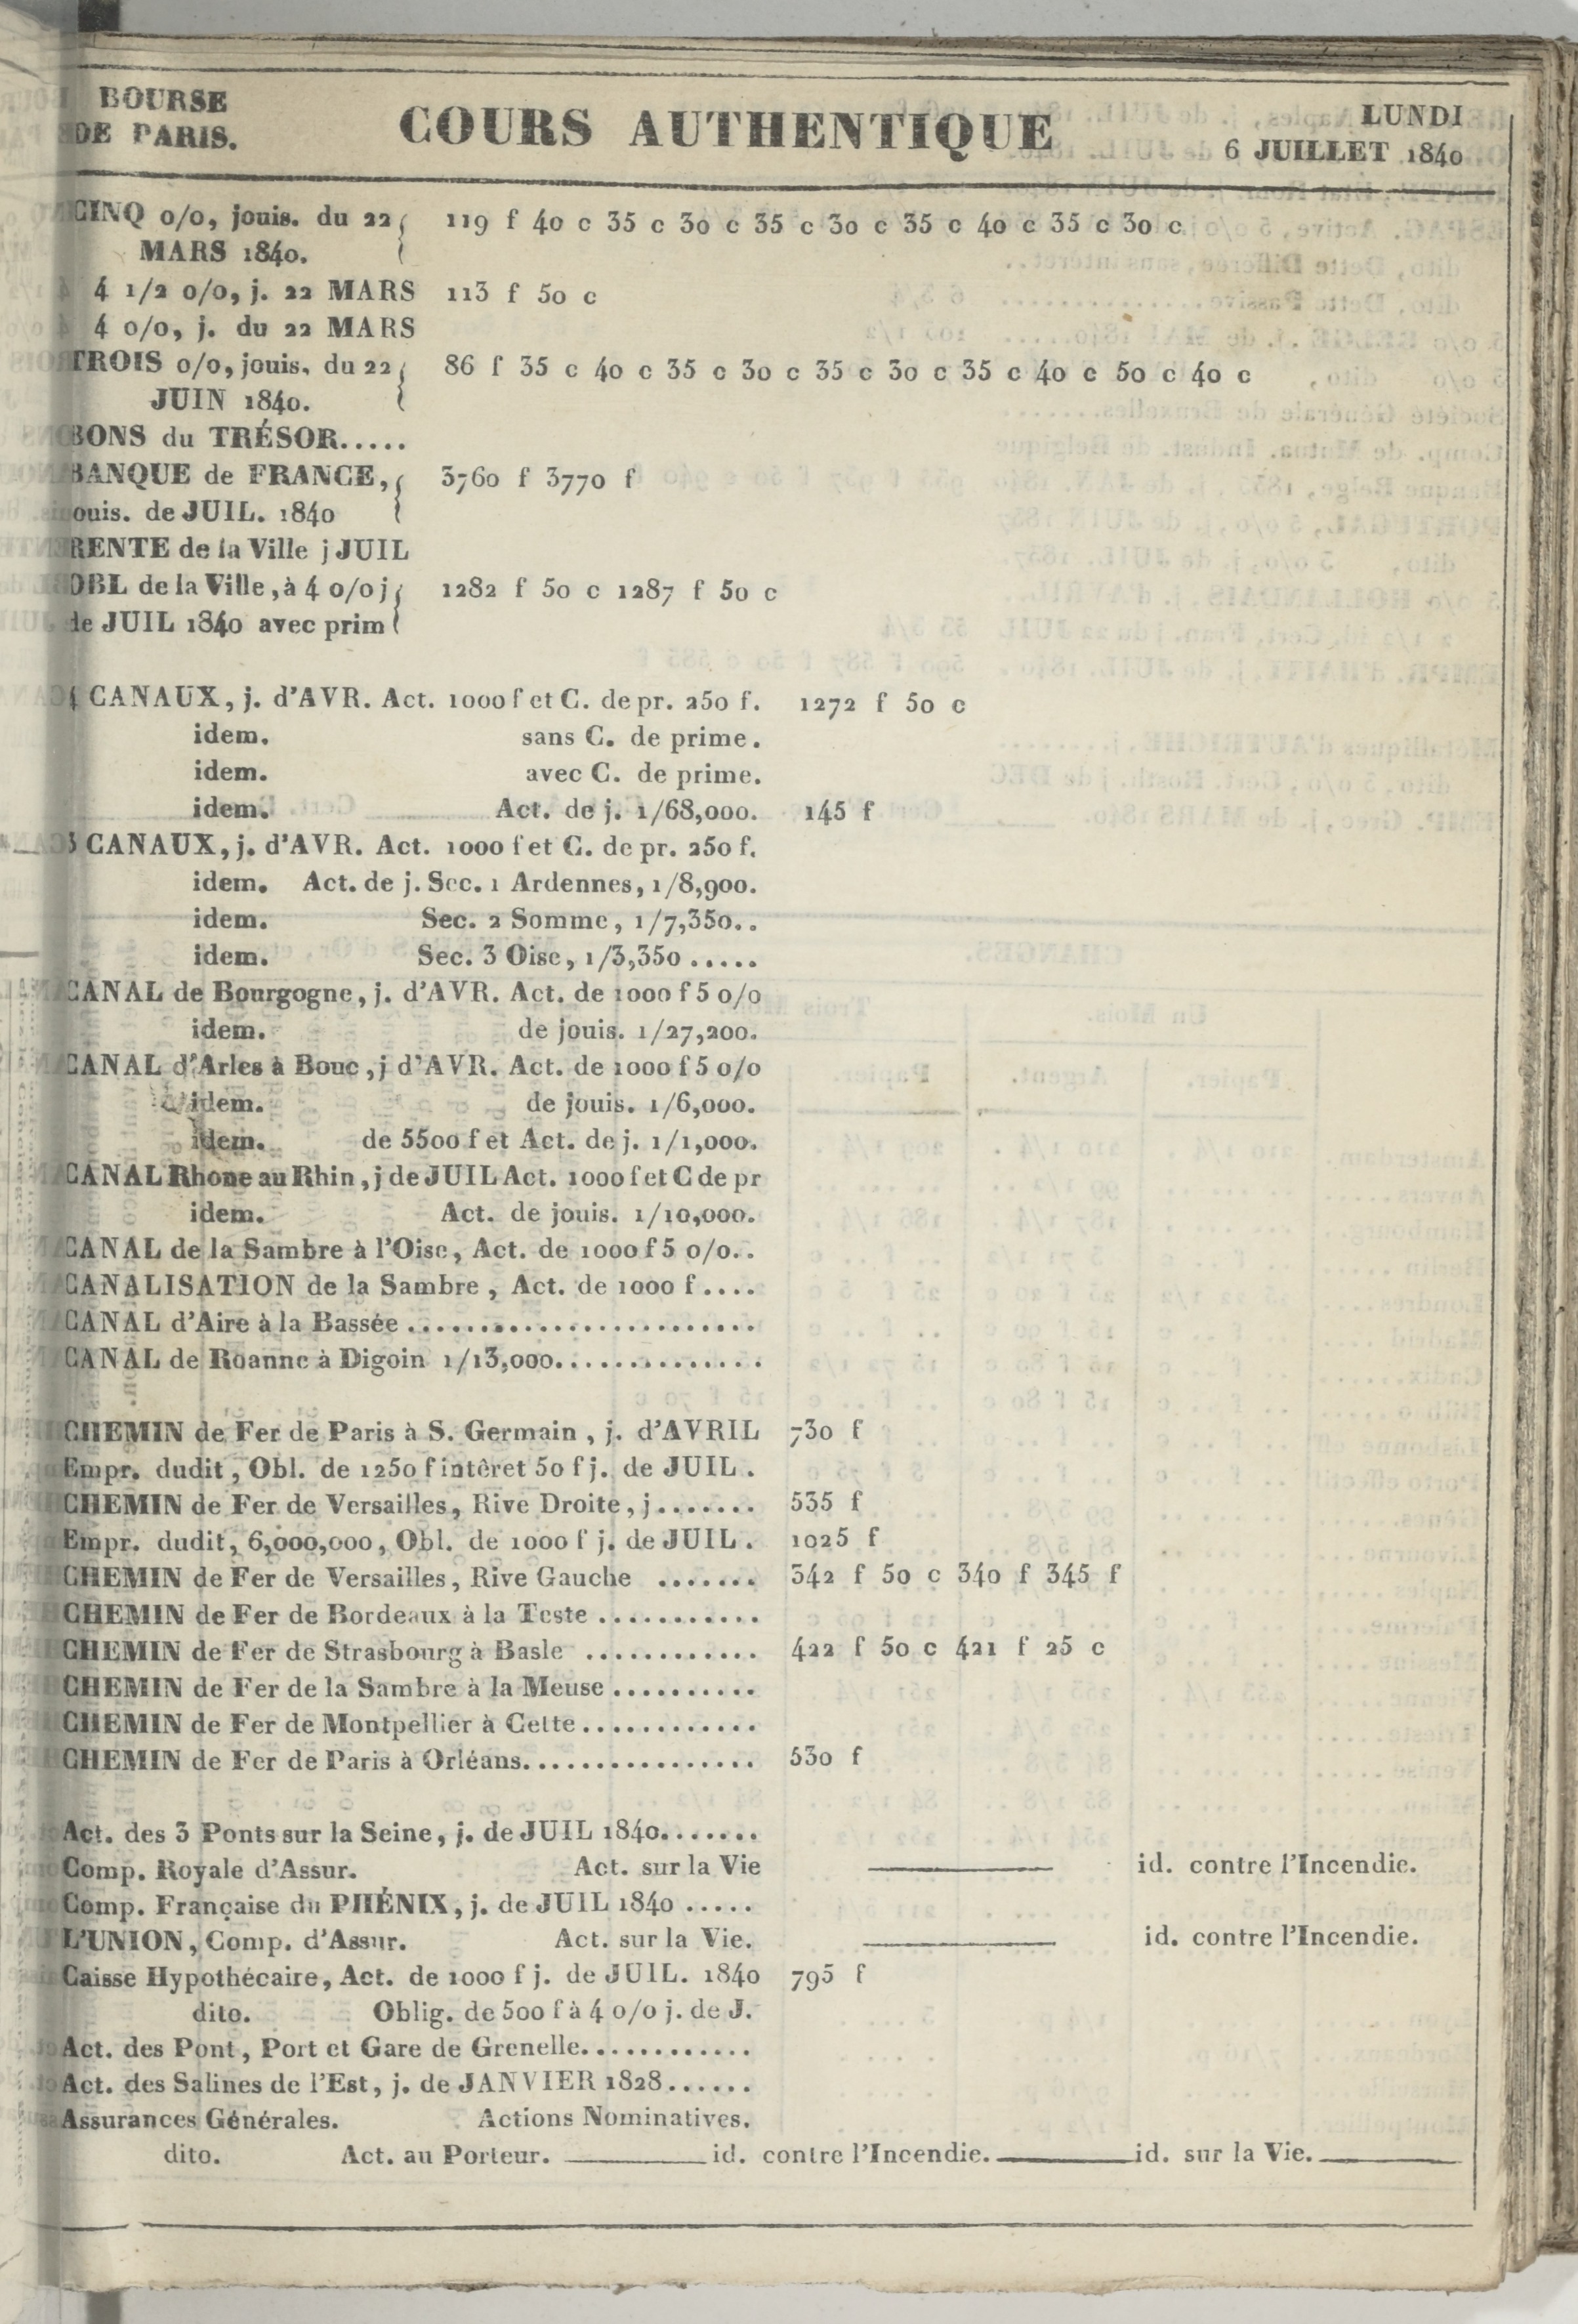 BOURSE
DE PARIS.
COURS AUTHENTIQUE
LUNDI
6 JUILLET 1840
CINQ o/o, jouis. du 22 119 f 40 c 35 c 30 c 35 c 30 c 35 c 40 c 35 c 30 c
MARS 1840.
4 1/2 o/o, j. 22 MARS 113 f 50 c
4 o/o, j. du 22 MARS
TROIS o/o, jouis. du 22 86 f 35 c 40 c 35 c 30 c 35 c 30 c 35 c 40 c 50 c 40 c
JUIN 1840.
BONS du TRÉSOR.....
BANQUE de FRANCE, 3760 f 3770 f
jouis. de JUIL. 1840
RENTE de la Ville j JUIL
OBL de la Ville, à 4 o/o j 1282 f 50 c 1287 f 50 c
de JUIL 1840 avec prim
4 CANAUX, j. d'AVR. Act. 1000 f et C. de pr. 250 f. 1272 f 50 c
idem. sans C. de prime.
idem. avec C. de prime.
idem. Act. de j. 1/68,000. 145 f
3 CANAUX, j. d'AVR. Act. 1000 f et C. de pr. 250 f.
idem. Act. de j. Sec. 1 Ardennes, 1/8,900.
idem. Sec. 2 Somme, 1/7,350..
idem. Sec. 3 Oise, 1/3,350.....
CANAL de Bourgogne, j. d'AVR. Act. de 1000 f 5 o/o
idem. de jouis. 1/27,200.
CANAL d'Arles à Bouc, j d'AVR. Act. de 1000 f 5 o/o
idem. de jouis. 1/6,000.
idem. de 5500 f et Act. de j. 1/1,000.
CANAL Rhone au Rhin, j de JUIL Act. 1000 f et C de pr
idem. Act. de jouis. 1/10,000.
CANAL de la Sambre à l'Oise, Act. de 1000 f 5 o/o..
CANALISATION de la Sambre, Act. de 1000 f....
CANAL d'Aire à la Bassée........................
CANAL de Roanne à Digoin 1/13,000..............
CHEMIN de Fer de Paris à S. Germain, j. d'AVRIL 730 f
Empr. dudit, Obl. de 1250 f intêret 50 f j. de JUIL.
CHEMIN de Fer de Versailles, Rive Droite, j....... 535 f
Empr. dudit, 6,000,000, Obl. de 1000 f j. de JUIL. 1025 f
CHEMIN de Fer de Versailles, Rive Gauche ....... 342 f 50 c 340 f 345 f
CHEMIN de Fer de Bordeaux à la Teste...........
CHEMIN de Fer de Strasbourg à Basle ............ 422 f 50 c 421 f 25 c
CHEMIN de Fer de la Sambre à la Meuse..........
CHEMIN de Fer de Montpellier à Cette............
CHEMIN de Fer de Paris à Orléans................ 530 f
Act. des 3 Ponts sur la Seine, j. de JUIL 1840.......
Comp. Royale d'Assur. Act. sur la Vie id. contre l'Incendie.
Comp. Française du PHÉNIX, j. de JUIL 1840.....
L'UNION, Comp. d'Assur. Act. sur la Vie. id. contre l'Incendie.
Caisse Hypothécaire, Act. de 1000 f j. de JUIL. 1840 795 f
dito. Oblig. de 500 f à 4 o/o j. de J.
Act. des Pont, Port et Gare de Grenelle............
Act. des Salines de l'Est, j. de JANVIER 1828......
Assurances Générales. Actions Nominatives.
dito. Act. au Porteur. id. contre l'Incendie. id. sur la Vie.